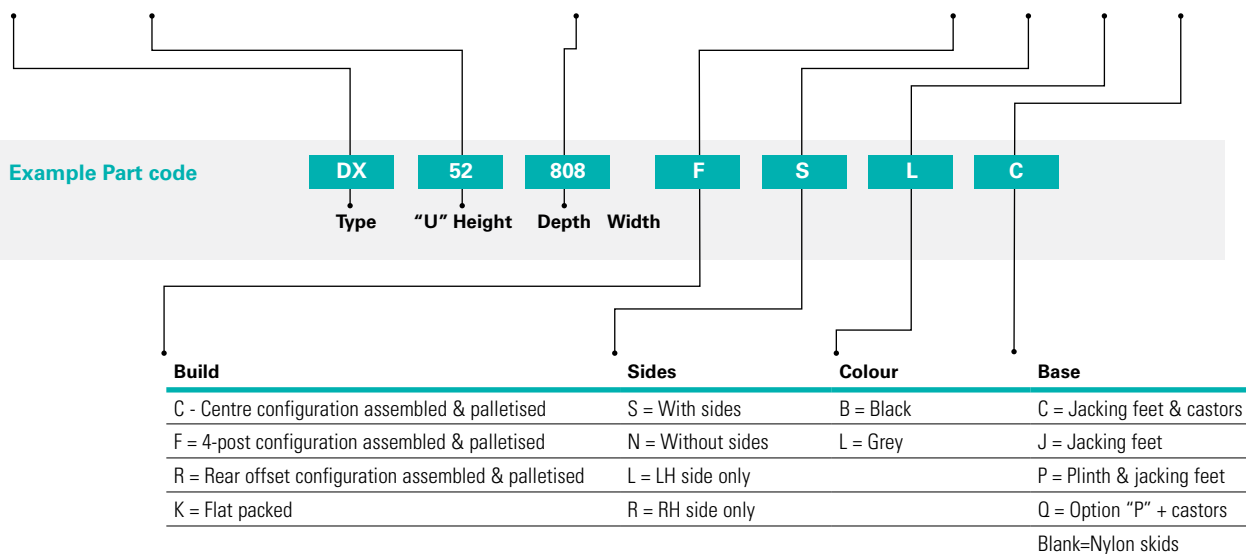 Example Part code DX 52 808 F S L C
Type “U” Height Depth Width
Build Sides Colour Base
C - Centre configuration assembled & palletised S = With sides B = Black C = Jacking feet & castors
F = 4-post configuration assembled & palletised N = Without sides L = Grey J = Jacking feet
R = Rear offset configuration assembled & palletised L = LH side only P = Plinth & jacking feet
K = Flat packed R = RH side only Q = Option “P” + castors
Blank=Nylon skids